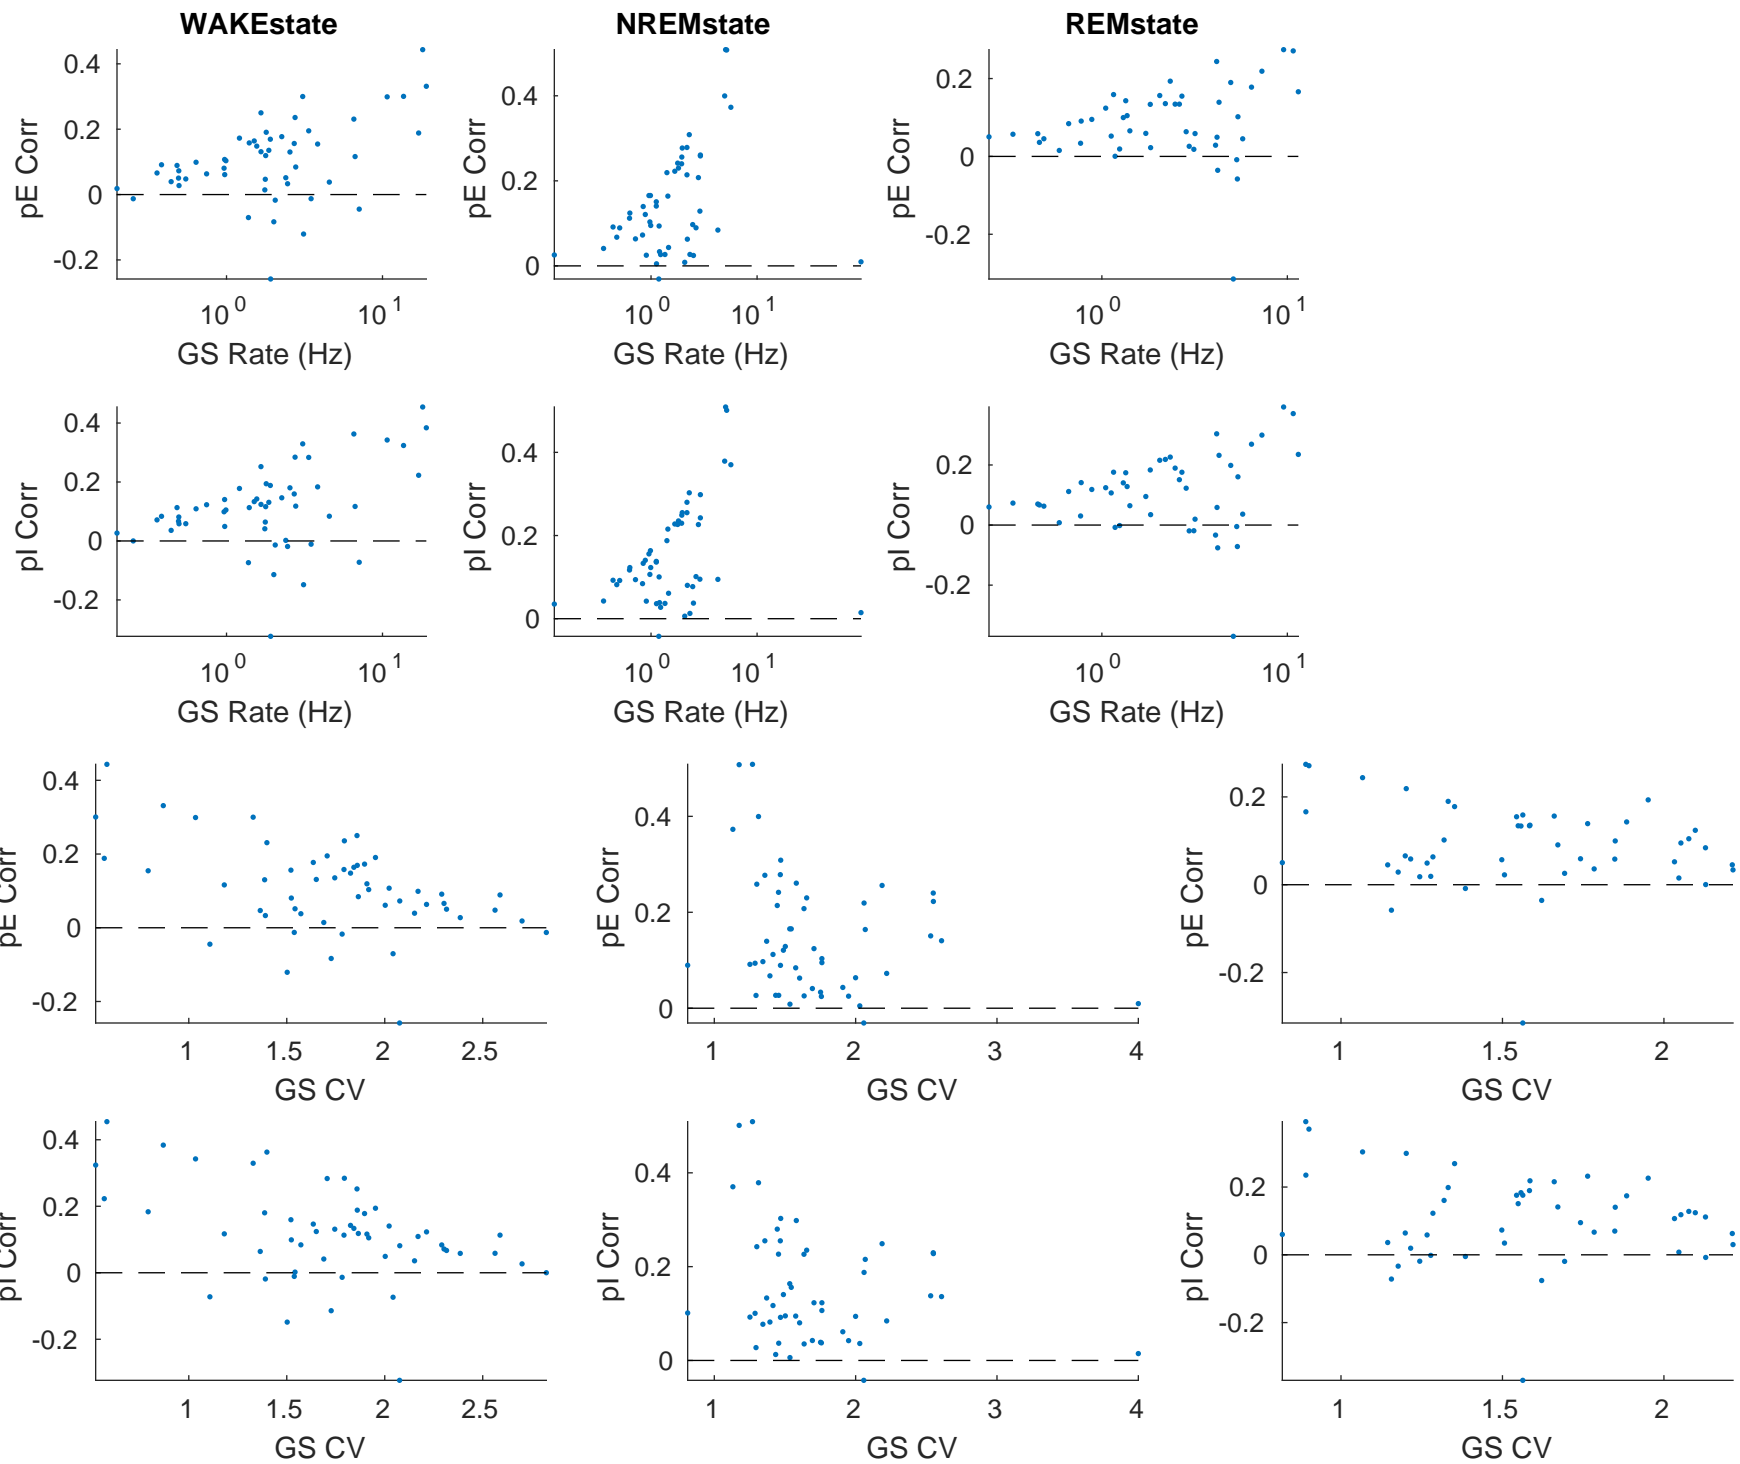 WAKEstate NREMstate REMstate
0.4 0.2 0 -0.2 pE Corr 10^0 10^1 GS Rate (Hz)
0.4 0.2 0 pE Corr 10^0 10^1 GS Rate (Hz)
0.2 0 -0.2 pE Corr 10^0 10^1 GS Rate (Hz)
0.4 0.2 0 -0.2 pI Corr 10^0 10^1 GS Rate (Hz)
0.4 0.2 0 pI Corr 10^0 10^1 GS Rate (Hz)
0.2 0 -0.2 pI Corr 10^0 10^1 GS Rate (Hz)
0.4 0.2 0 -0.2 pE Corr 1 1.5 2 2.5 GS CV
0.4 0.2 0 pE Corr 1 2 3 4 GS CV
0.2 0 -0.2 pE Corr 1 1.5 2 GS CV
0.4 0.2 0 -0.2 pI Corr 1 1.5 2 2.5 GS CV
0.4 0.2 0 pI Corr 1 2 3 4 GS CV
0.2 0 -0.2 pI Corr 1 1.5 2 GS CV